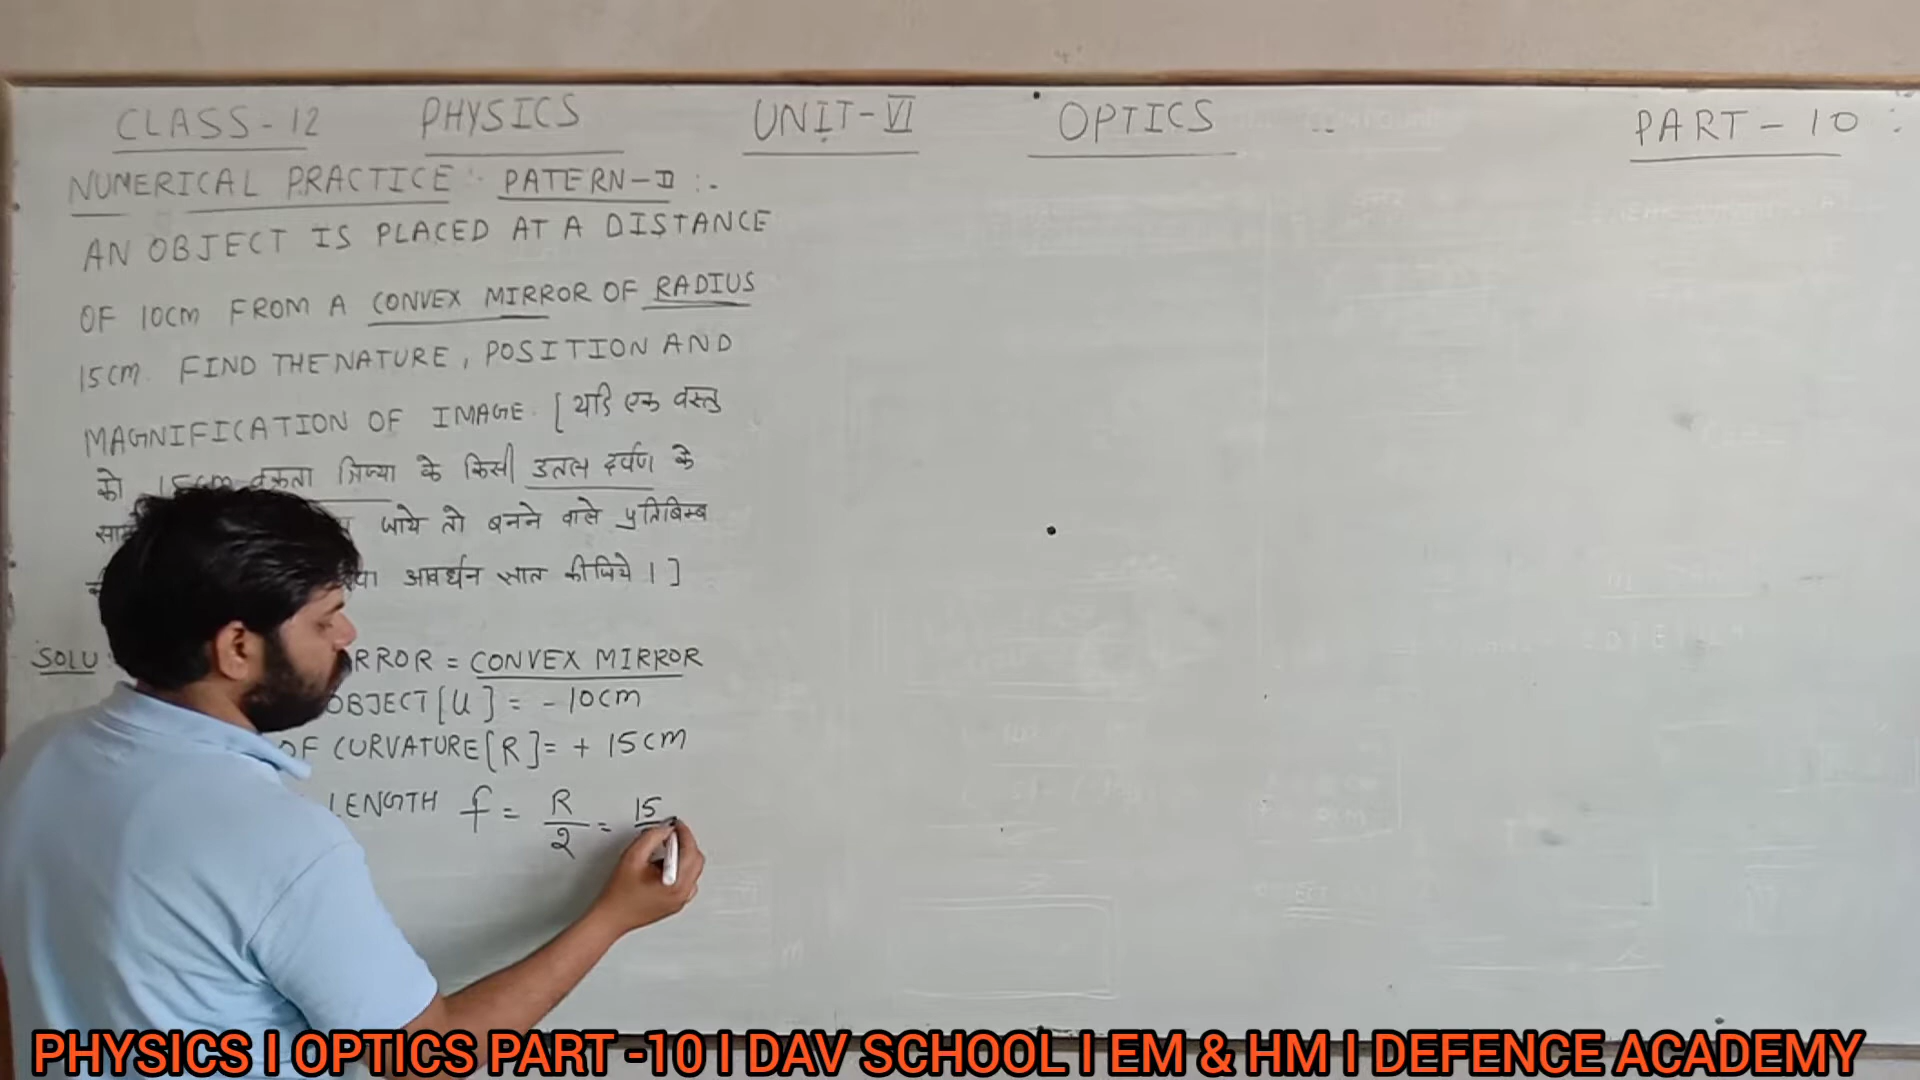 CLASS-12 PHYSICS UNIT-VI OPTICS PART-10:
NUMERICAL PRACTICE PATERN-II :-
AN OBJECT IS PLACED AT A DISTANCE
OF 10CM FROM A CONVEX MIRROR OF RADIUS
15CM. FIND THE NATURE, POSITION AND
MAGNIFICATION OF IMAGE. [यदि एक वस्तु
को 15cm वक्रता त्रिज्या के किसी उत्तल दर्पण के
जाये तो बनने वाले प्रतिबिम्ब
आवर्धन ज्ञात कीजिये।]
SOLU RROR = CONVEX MIRROR
OBJECT[U] = -10CM
OF CURVATURE[R] = + 15CM
LENGTH f = R/2 = 15
PHYSICS I OPTICS PART -10 I DAV SCHOOL I EM & HM I DEFENCE ACADEMY